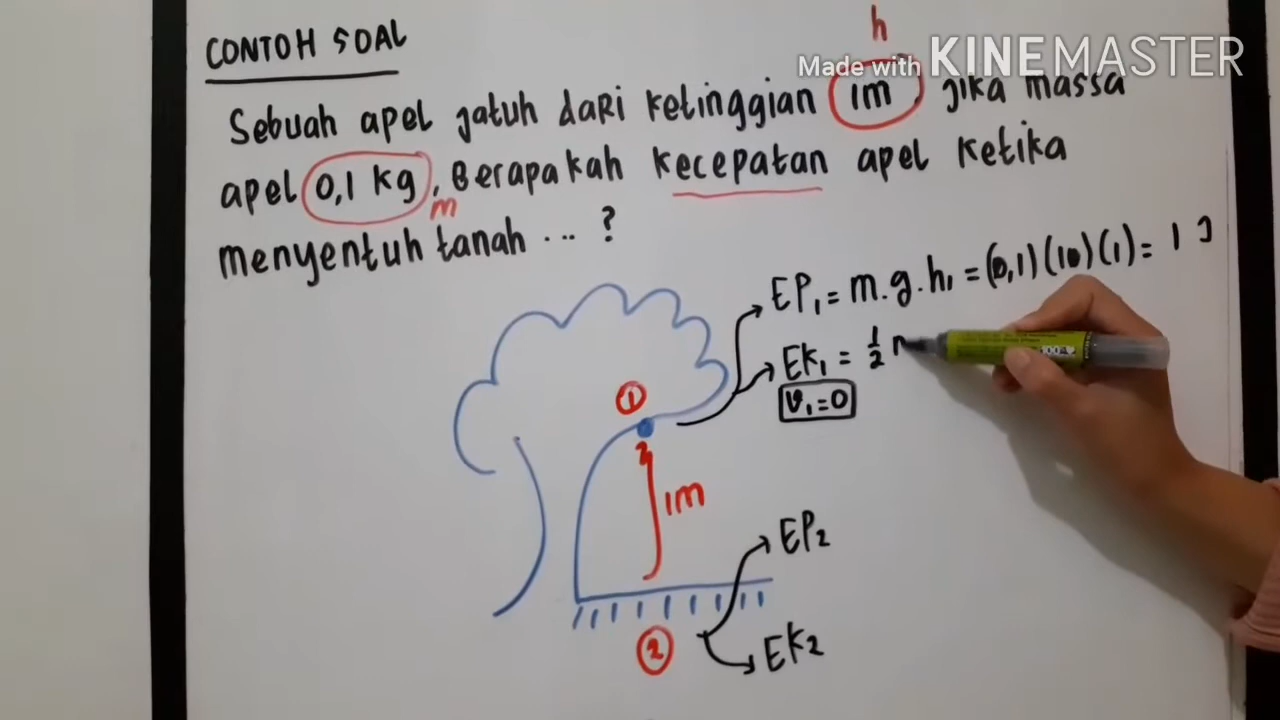 CONTOH SOAL
h
Made with KINEMASTER
Sebuah apel jatuh dari ketinggian 1m, jika massa
apel 0,1 kg, Berapakah kecepatan apel ketika
m
menyentuh tanah ... ?
EP₁ = m.g.h₁ = (0,1)(10)(1) = 1 J
EK₁ = ½ m
v₁=0
①
1m
EP₂
②
EK₂